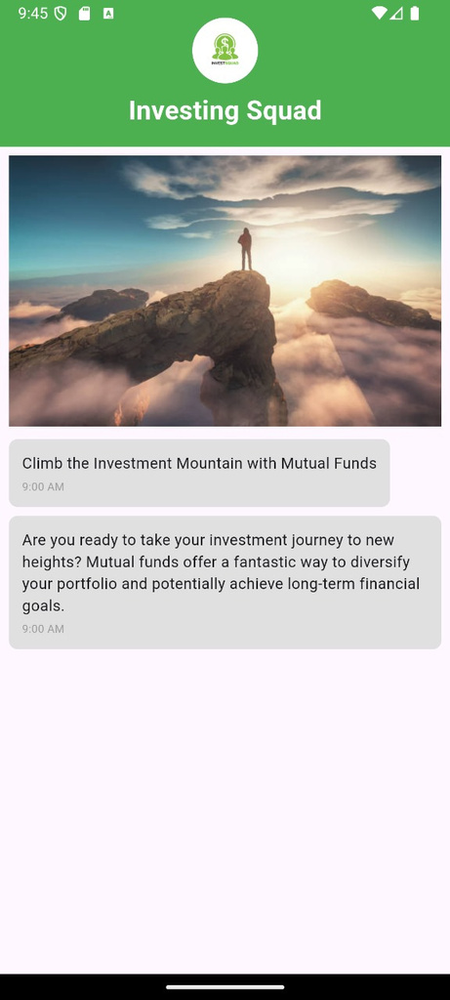 9:45
A
INVESTSQUAD
Investing Squad
Climb the Investment Mountain with Mutual Funds
9:00 AM
Are you ready to take your investment journey to new
heights? Mutual funds offer a fantastic way to diversify
your portfolio and potentially achieve long-term financial
goals.
9:00 AM